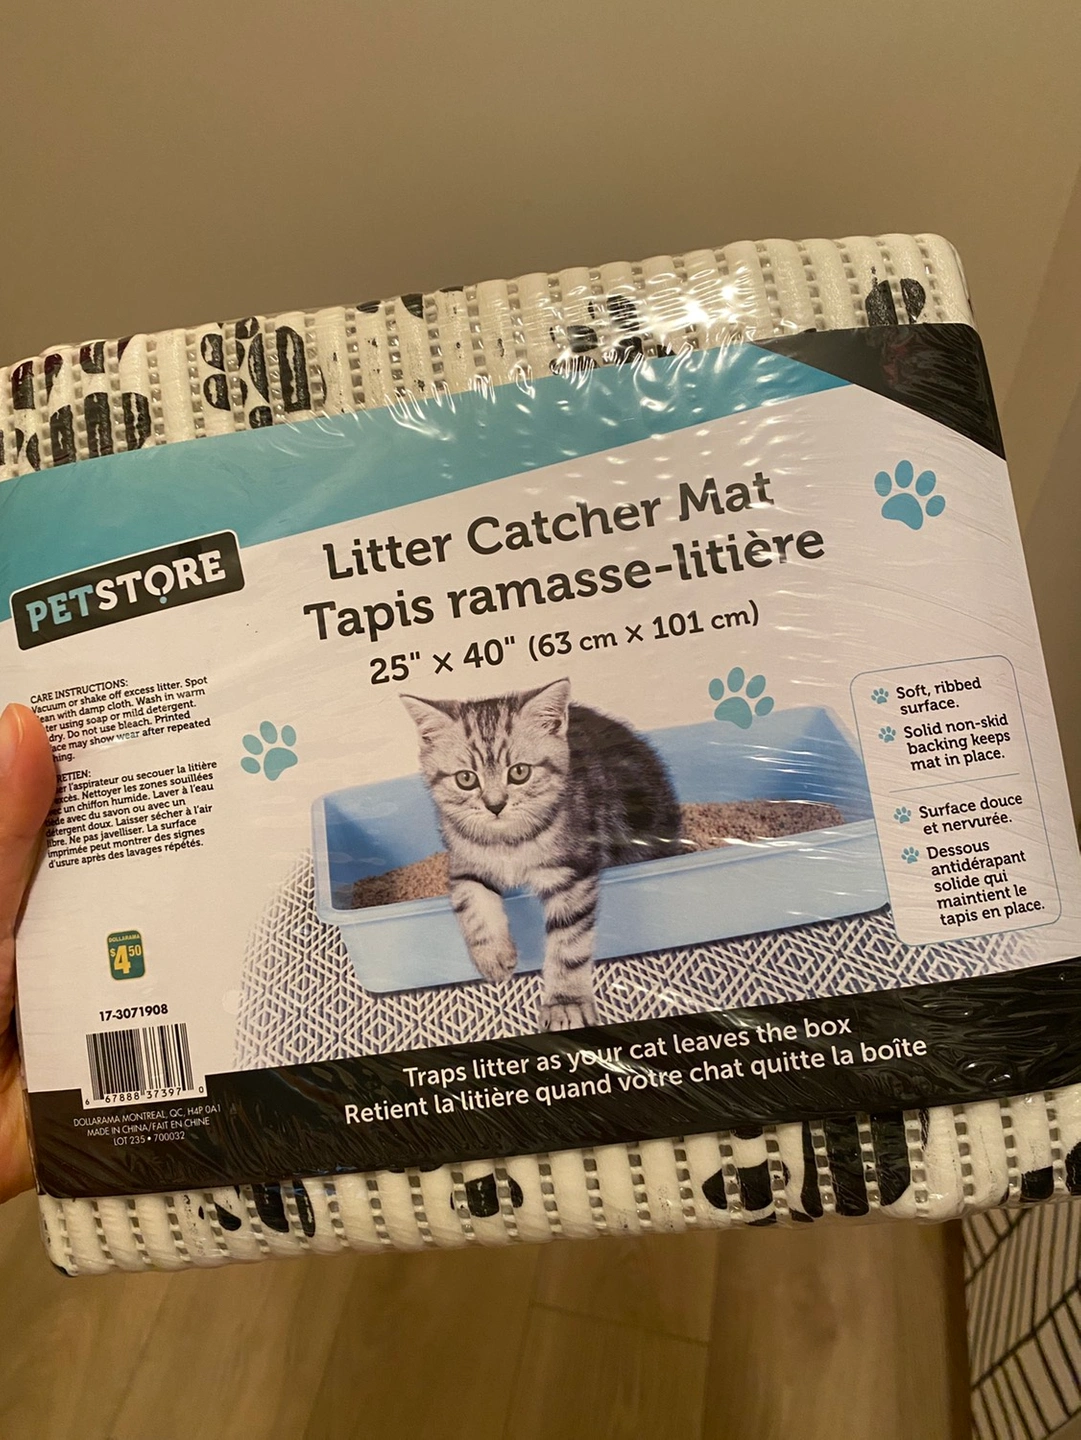 PETSTORE
Litter Catcher Mat
Tapis ramasse-litière
25" × 40" (63 cm × 101 cm)
CARE INSTRUCTIONS:
Vacuum or shake off excess litter. Spot
with damp cloth. Wash in warm
using soap or mild detergent.
dry. Do not use bleach. Printed
may show wear after repeated
l'aspirateur ou secouer la litière
Nettoyer les zones souillées
un chiffon humide. Laver à l'eau
avec du savon ou avec un
détergent doux. Laisser sécher à l'air
libre. Ne pas javelliser. La surface
imprimée peut montrer des signes
d'usure après des lavages répétés.
Soft, ribbed
surface.
Solid non-skid
backing keeps
mat in place.
Surface douce
et nervurée.
Dessous
antidérapant
solide qui
maintient le
tapis en place.
DOLLARAMA
$4.50
17-3071908
6 67888 37397 0
DOLLARAMA MONTREAL, QC, H4P 0A1
MADE IN CHINA/FAIT EN CHINE
LOT 235 • 700032
Traps litter as your cat leaves the box
Retient la litière quand votre chat quitte la boîte